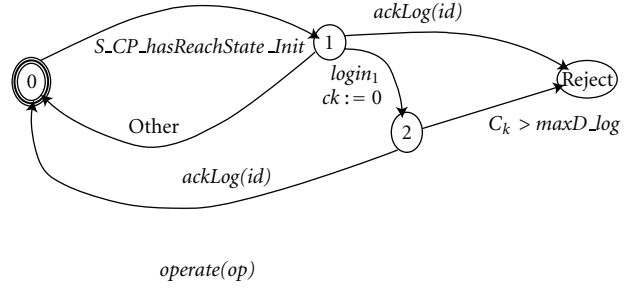 ackLog(id)
S_CP_hasReachState_Init
1
0
login₁
ck := 0
Reject
Other
2
Cₖ > maxD_log
ackLog(id)
operate(op)